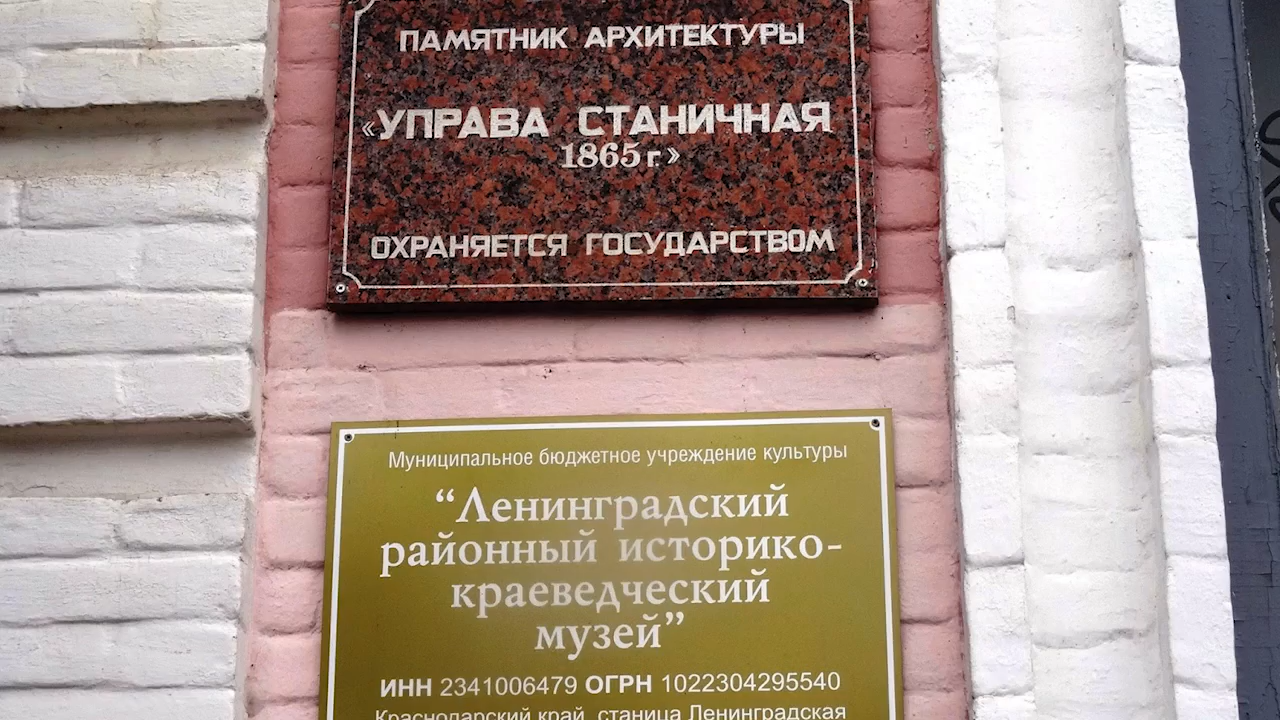 ПАМЯТНИК АРХИТЕКТУРЫ
«УПРАВА СТАНИЧНАЯ
1865 г.»
ОХРАНЯЕТСЯ ГОСУДАРСТВОМ
Муниципальное бюджетное учреждение культуры
“Ленинградский
районный историко-
краеведческий
музей”
ИНН 2341006479 ОГРН 1022304295540
Краснодарский край, станица Ленинградская